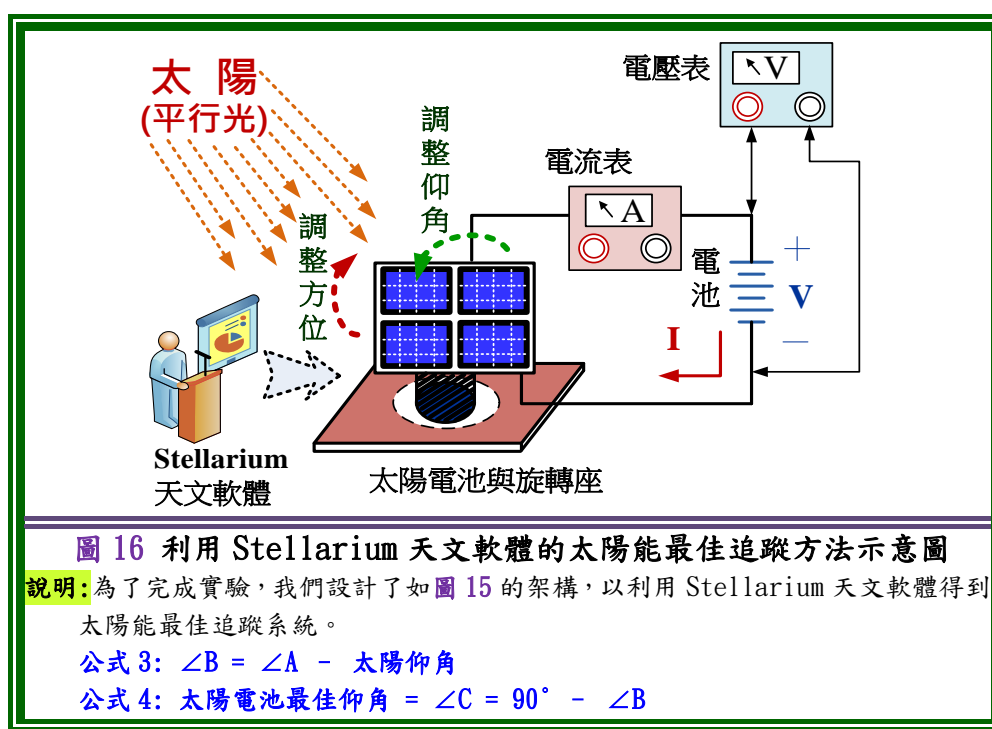 太 陽
(平行光)
調整仰角
調整方位
電壓表
V
電流表
A
電池
+
V
−
I
Stellarium
天文軟體
太陽電池與旋轉座
圖 16 利用 Stellarium 天文軟體的太陽能最佳追蹤方法示意圖
說明:為了完成實驗，我們設計了如圖 15 的架構，以利用 Stellarium 天文軟體得到
太陽能最佳追蹤系統。
公式 3: ∠B = ∠A - 太陽仰角
公式 4: 太陽電池最佳仰角 = ∠C = 90° - ∠B